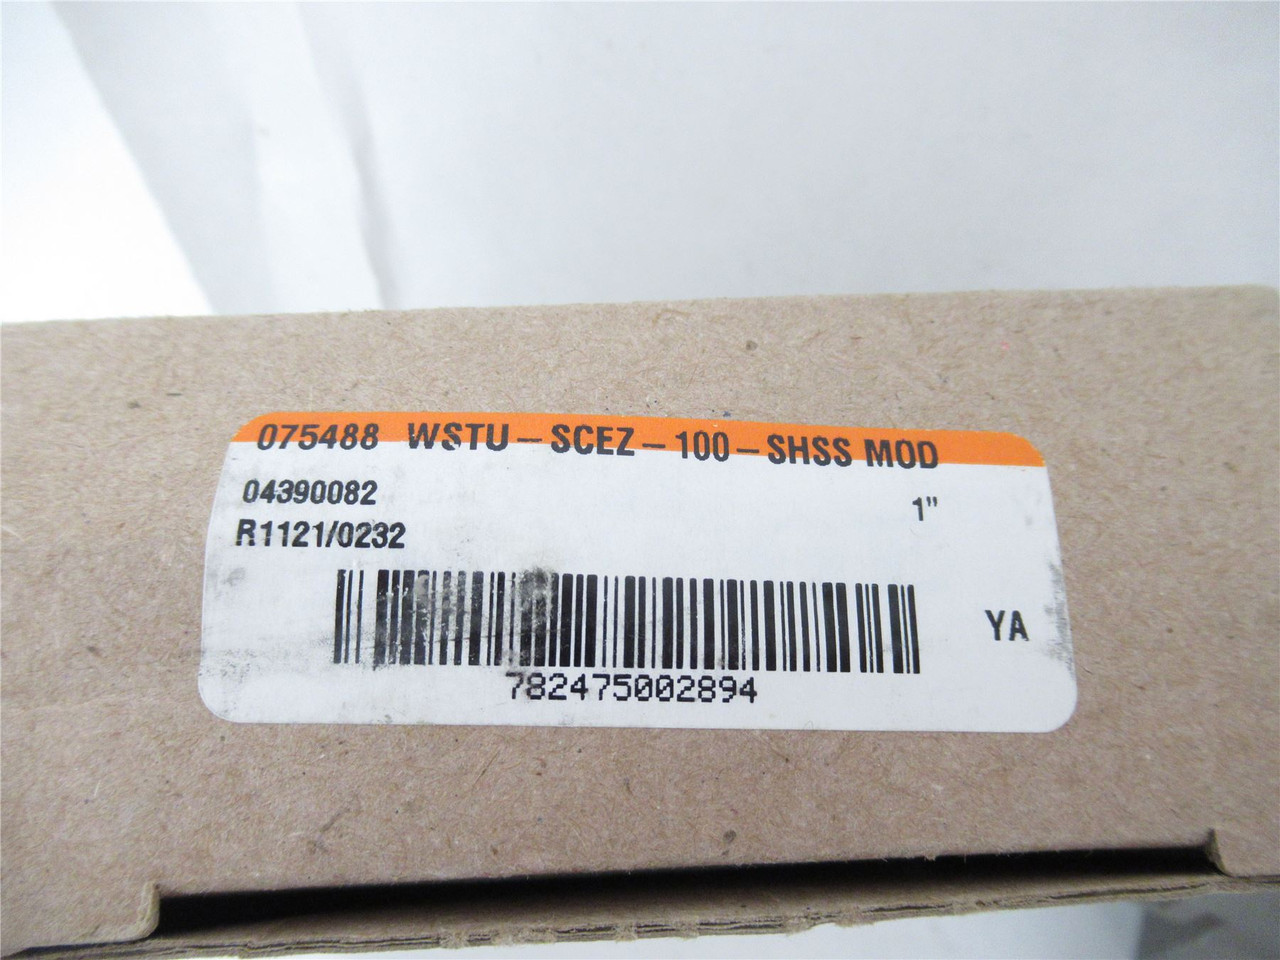 075488 WSTU-SCEZ-100-SHSS MOD
04390082 1"
R1121/0232
YA
782475002894